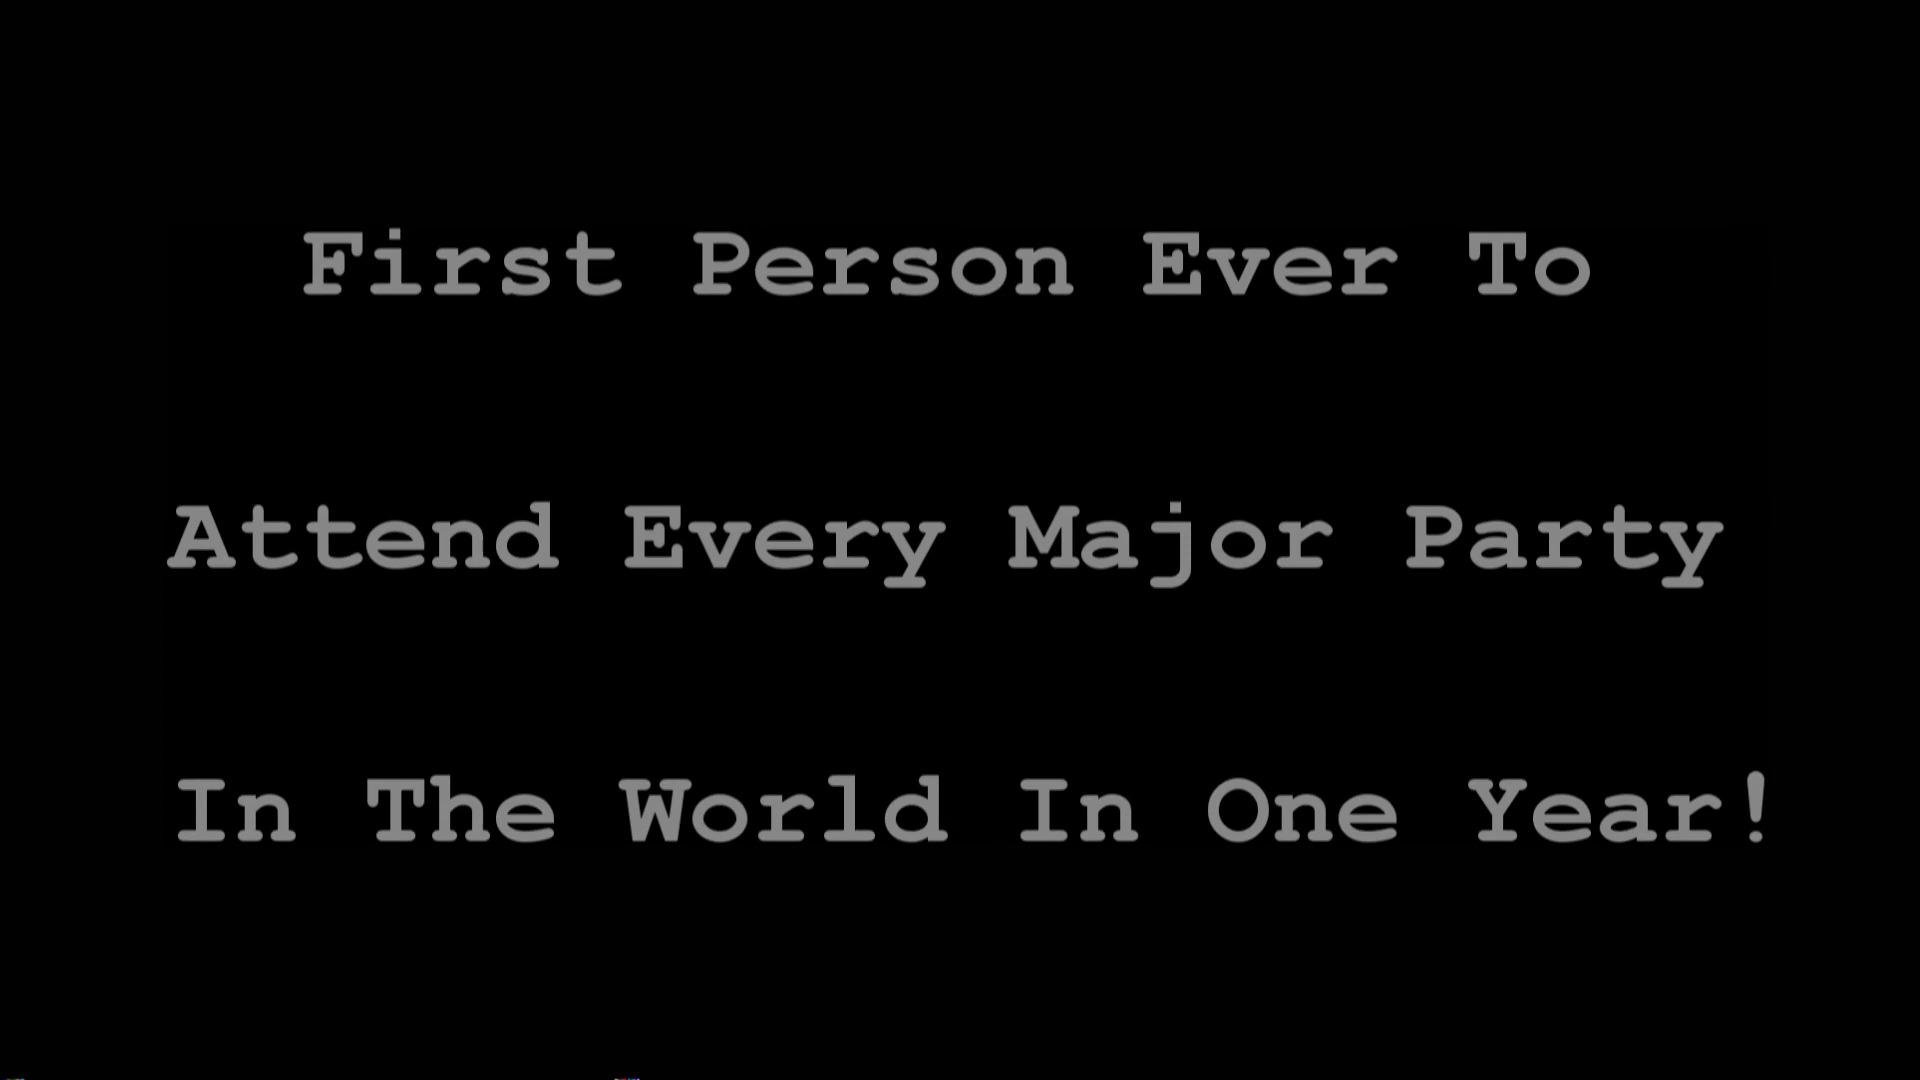 First Person Ever To
Attend Every Major Party
In The World In One Year!